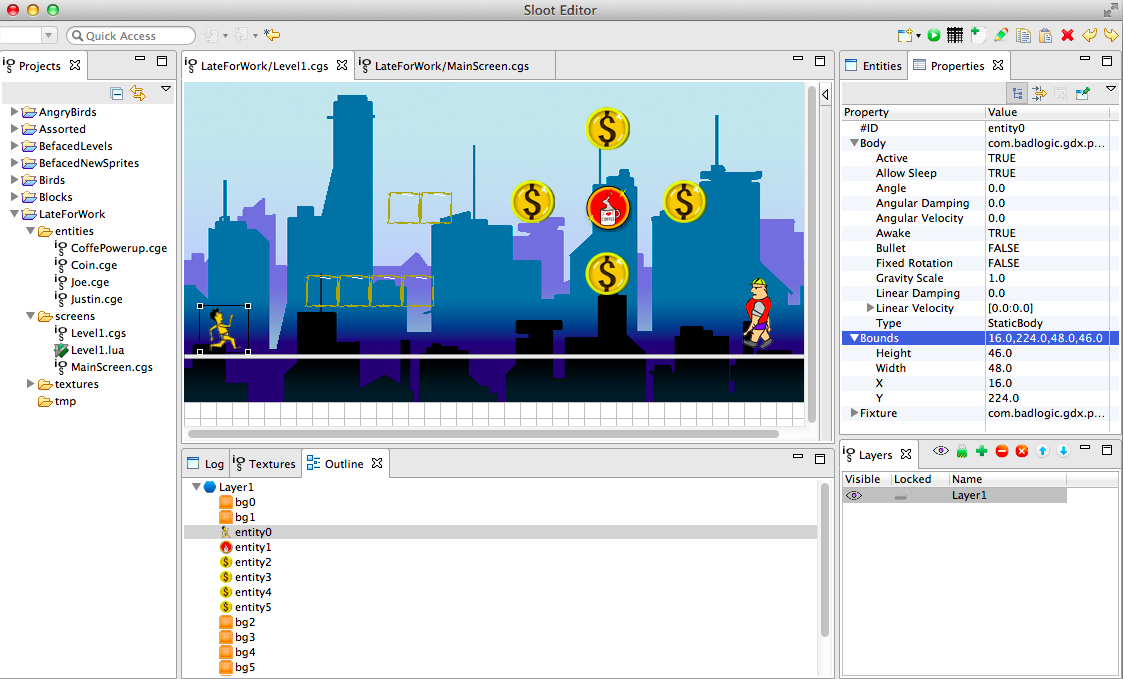 Sloot Editor
Quick Access
Projects
AngryBirds
Assorted
BefacedLevels
BefacedNewSprites
Birds
Blocks
LateForWork
entities
CoffePowerup.cge
Coin.cge
Joe.cge
Justin.cge
screens
Level1.cgs
Level1.lua
MainScreen.cgs
textures
tmp
LateForWork/Level1.cgs
LateForWork/MainScreen.cgs
$
$
$
I ♥ COFFEE
$
Log
Textures
Outline
Layer1
bg0
bg1
entity0
entity1
entity2
entity3
entity4
entity5
bg2
bg3
bg4
bg5
Entities
Properties
Property Value
#ID entity0
Body com.badlogic.gdx.p...
Active TRUE
Allow Sleep TRUE
Angle 0.0
Angular Damping 0.0
Angular Velocity 0.0
Awake TRUE
Bullet FALSE
Fixed Rotation FALSE
Gravity Scale 1.0
Linear Damping 0.0
Linear Velocity [0.0:0.0]
Type StaticBody
Bounds 16.0,224.0,48.0,46.0
Height 46.0
Width 48.0
X 16.0
Y 224.0
Fixture com.badlogic.gdx.p...
Layers
Visible Locked Name
Layer1